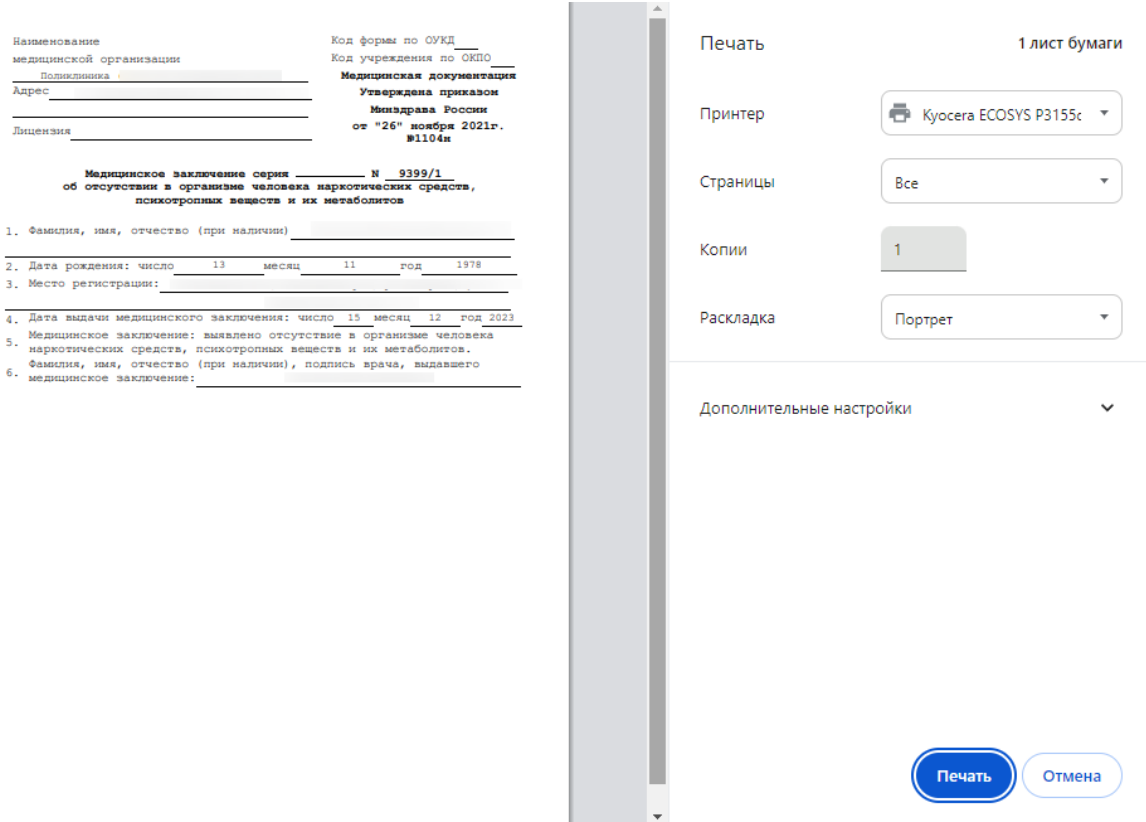 Наименование
медицинской организации
Поликлиника
Адрес
Лицензия
Код формы по ОУКД
Код учреждения по ОКПО
Медицинская документация
Утверждена приказом
Минздрава России
от "26" ноября 2021г.
№1104н
Медицинское заключение серия N 9399/1
об отсутствии в организме человека наркотических средств,
психотропных веществ и их метаболитов
1. Фамилия, имя, отчество (при наличии)
2. Дата рождения: число 13 месяц 11 год 1978
3. Место регистрации:
4. Дата выдачи медицинского заключения: число 15 месяц 12 год 2023
5. Медицинское заключение: выявлено отсутствие в организме человека
наркотических средств, психотропных веществ и их метаболитов.
6. Фамилия, имя, отчество (при наличии), подпись врача, выдавшего
медицинское заключение:
Печать
1 лист бумаги
Принтер
Kyocera ECOSYS P3155c
Страницы
Все
Копии
1
Раскладка
Портрет
Дополнительные настройки
Печать
Отмена